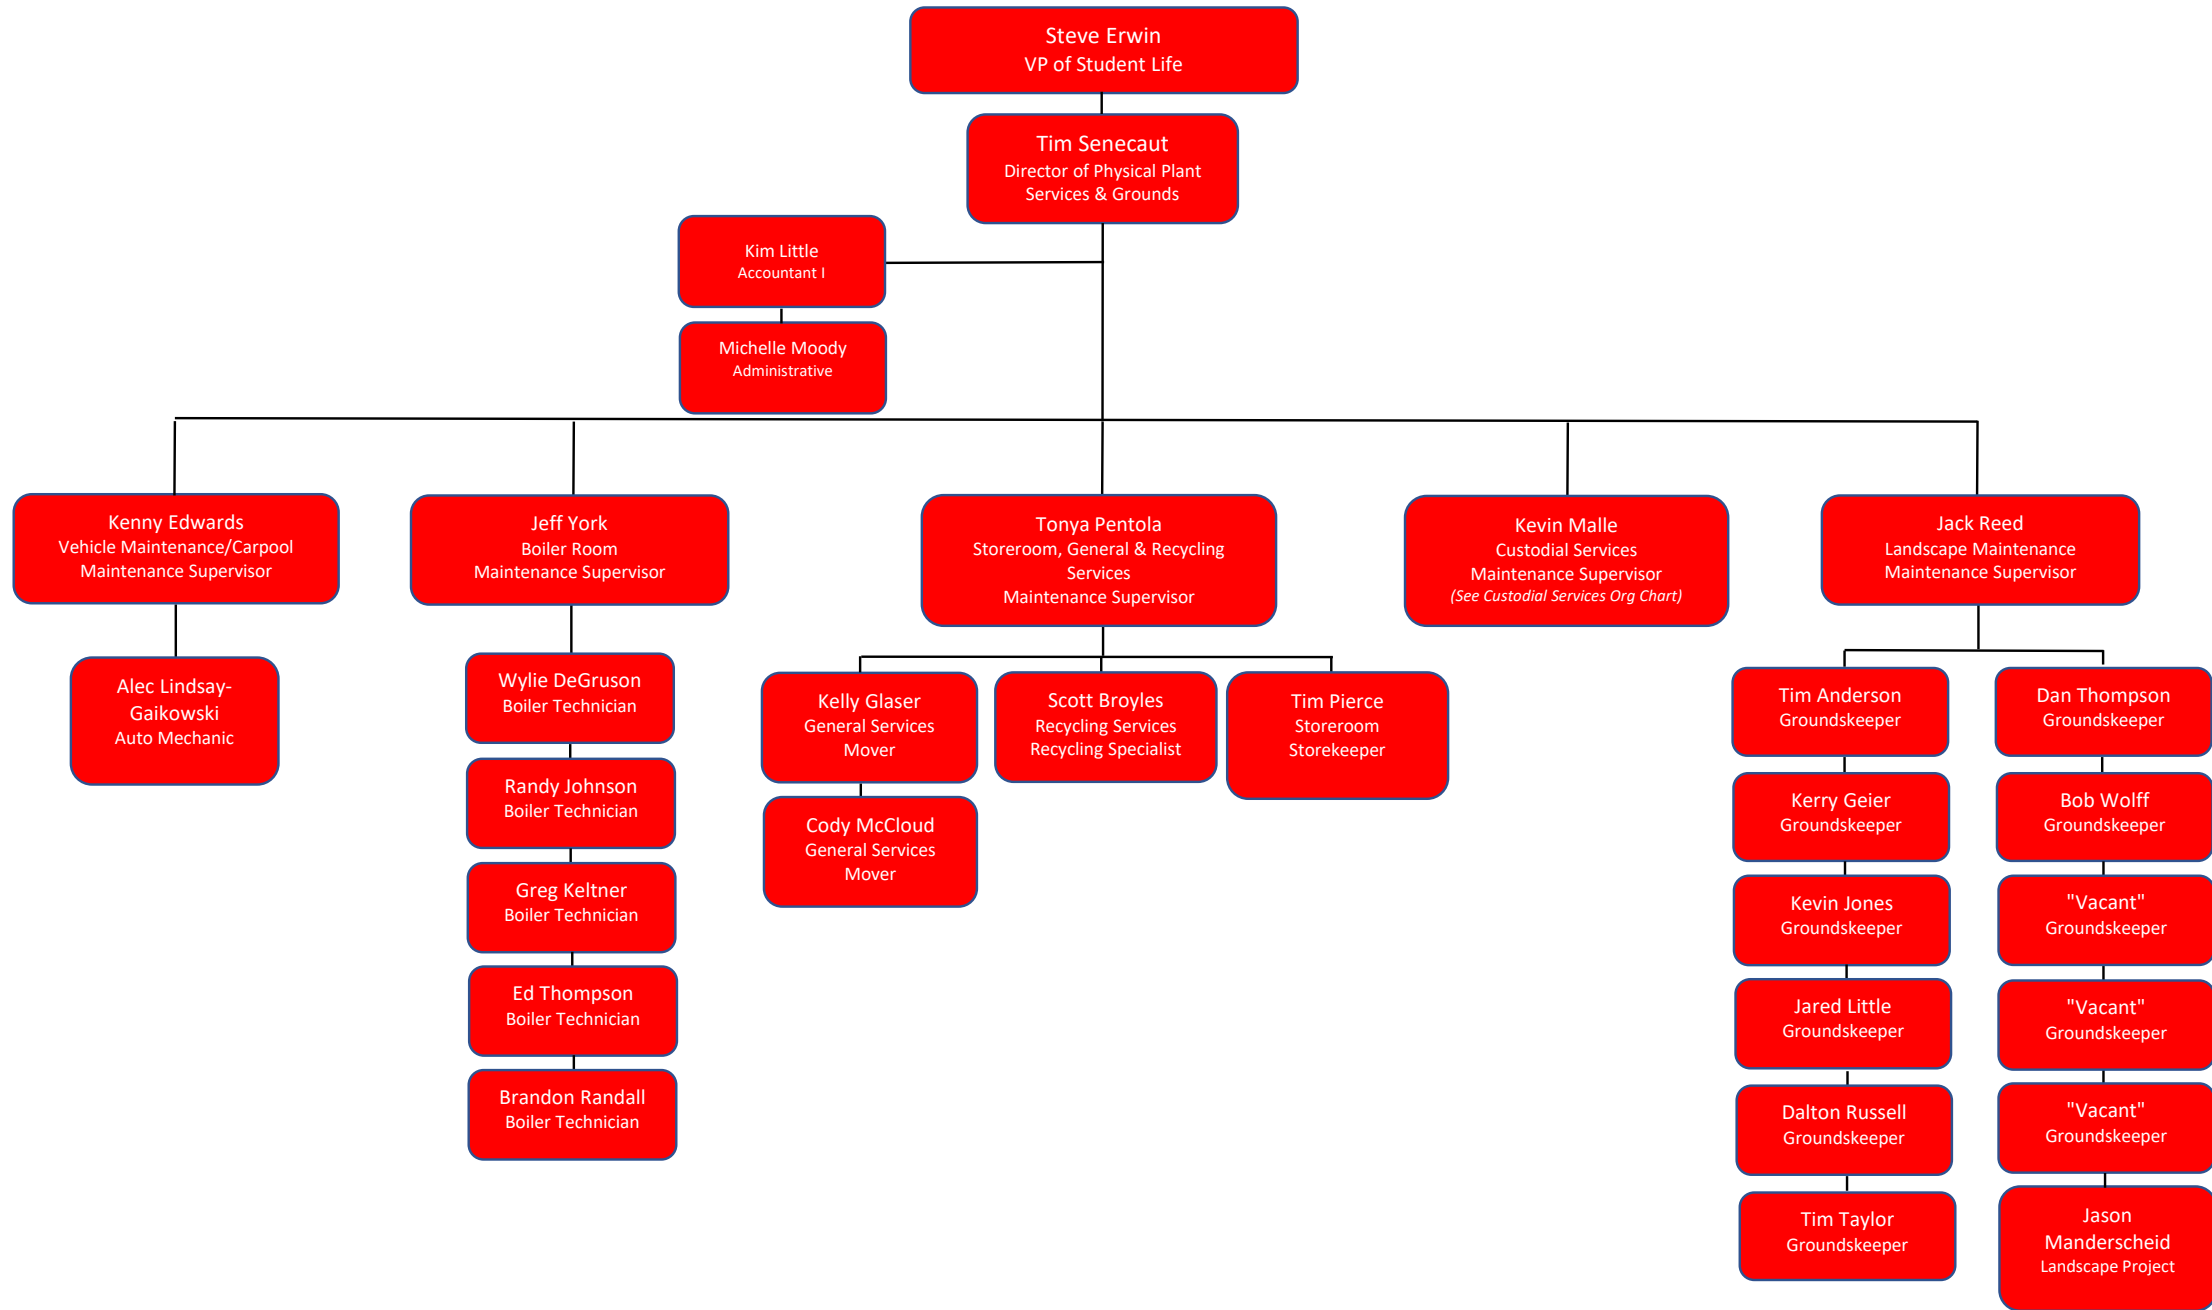 Steve Erwin
VP of Student Life
Tim Senecaut
Director of Physical Plant
Services & Grounds
Kim Little
Accountant I
Michelle Moody
Administrative
Kenny Edwards
Vehicle Maintenance/Carpool
Maintenance Supervisor
Jeff York
Boiler Room
Maintenance Supervisor
Tonya Pentola
Storeroom, General & Recycling
Services
Maintenance Supervisor
Kevin Malle
Custodial Services
Maintenance Supervisor
(See Custodial Services Org Chart)
Jack Reed
Landscape Maintenance
Maintenance Supervisor
Alec Lindsay-
Gaikowski
Auto Mechanic
Wylie DeGruson
Boiler Technician
Randy Johnson
Boiler Technician
Greg Keltner
Boiler Technician
Ed Thompson
Boiler Technician
Brandon Randall
Boiler Technician
Kelly Glaser
General Services
Mover
Cody McCloud
General Services
Mover
Scott Broyles
Recycling Services
Recycling Specialist
Tim Pierce
Storeroom
Storekeeper
Tim Anderson
Groundskeeper
Kerry Geier
Groundskeeper
Kevin Jones
Groundskeeper
Jared Little
Groundskeeper
Dalton Russell
Groundskeeper
Tim Taylor
Groundskeeper
Dan Thompson
Groundskeeper
Bob Wolff
Groundskeeper
"Vacant"
Groundskeeper
"Vacant"
Groundskeeper
"Vacant"
Groundskeeper
Jason
Manderscheid
Landscape Project